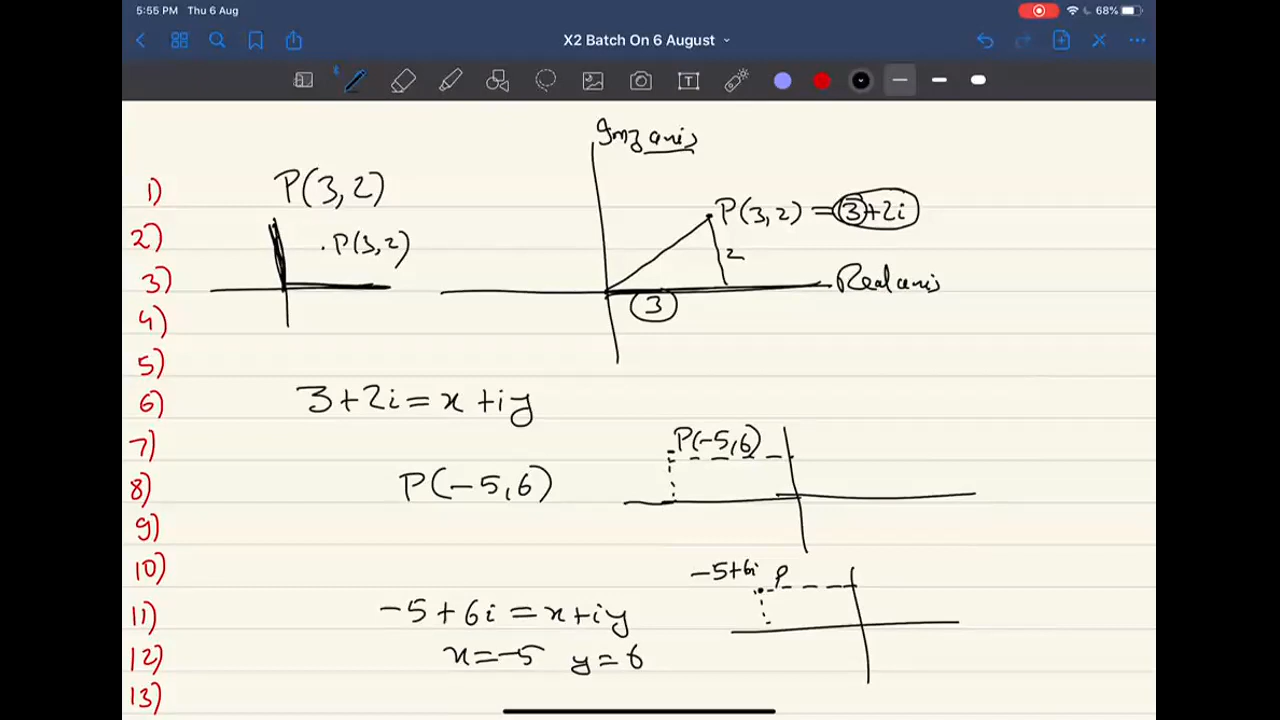 5:55 PM Thu 6 Aug
68%
X2 Batch On 6 August
Img axis
1)
P(3,2)
P(3,2) = 3+2i
2)
P(3,2)
2
3)
Real axis
3
4)
5)
6)
3+2i = x+iy
7)
P(-5,6)
8)
P(-5,6)
9)
10)
-5+6i P
11)
-5+6i = x+iy
12)
x=-5 y=6
13)